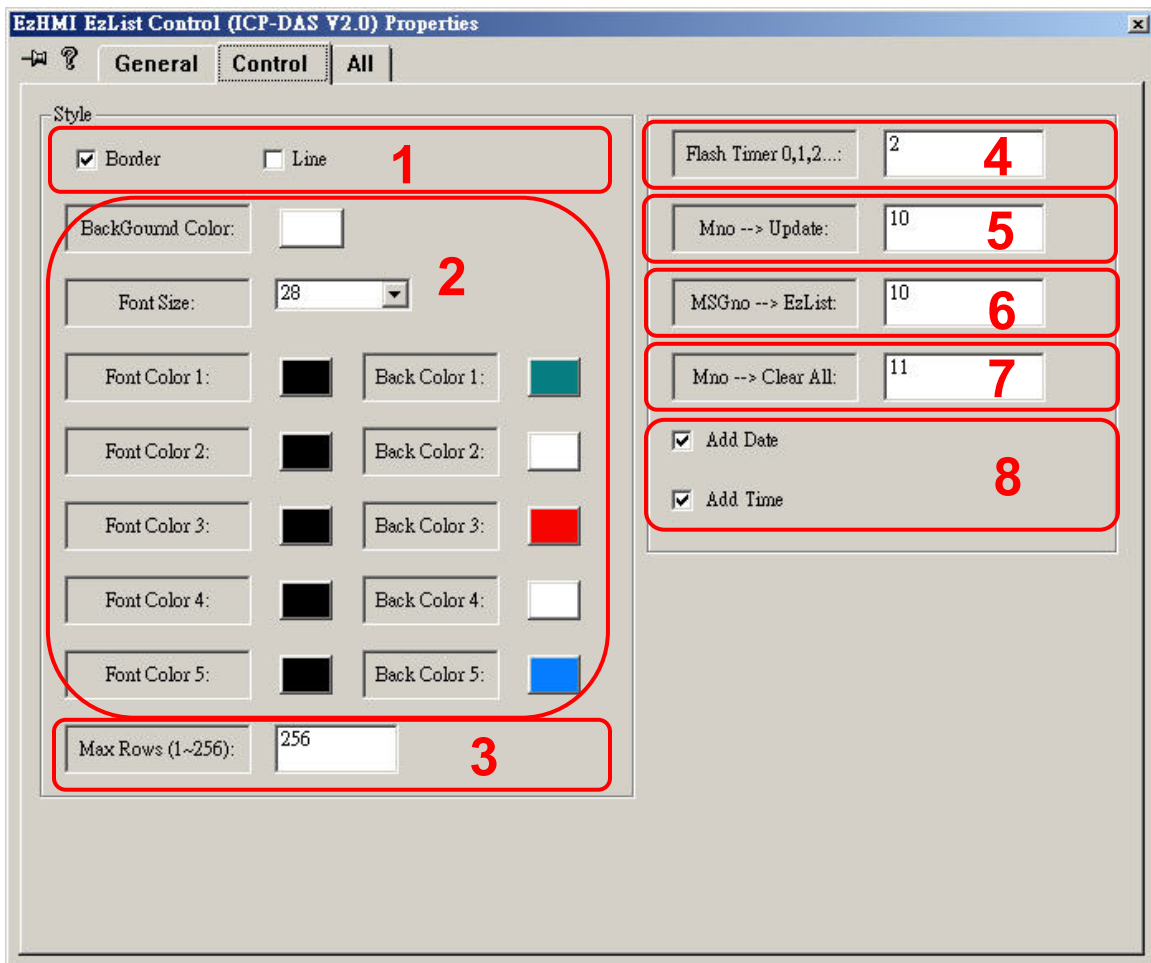 EzHMI EzList Control (ICP-DAS V2.0) Properties
General Control All
Style
Border Line 1
BackGournd Color:
2
Font Size: 28
Font Color 1: Back Color 1:
Font Color 2: Back Color 2:
Font Color 3: Back Color 3:
Font Color 4: Back Color 4:
Font Color 5: Back Color 5:
Max Rows (1~256): 256 3
Flash Timer 0,1,2...: 2 4
Mno --> Update: 10 5
MSGno --> EzList: 10 6
Mno --> Clear All: 11 7
Add Date
8
Add Time